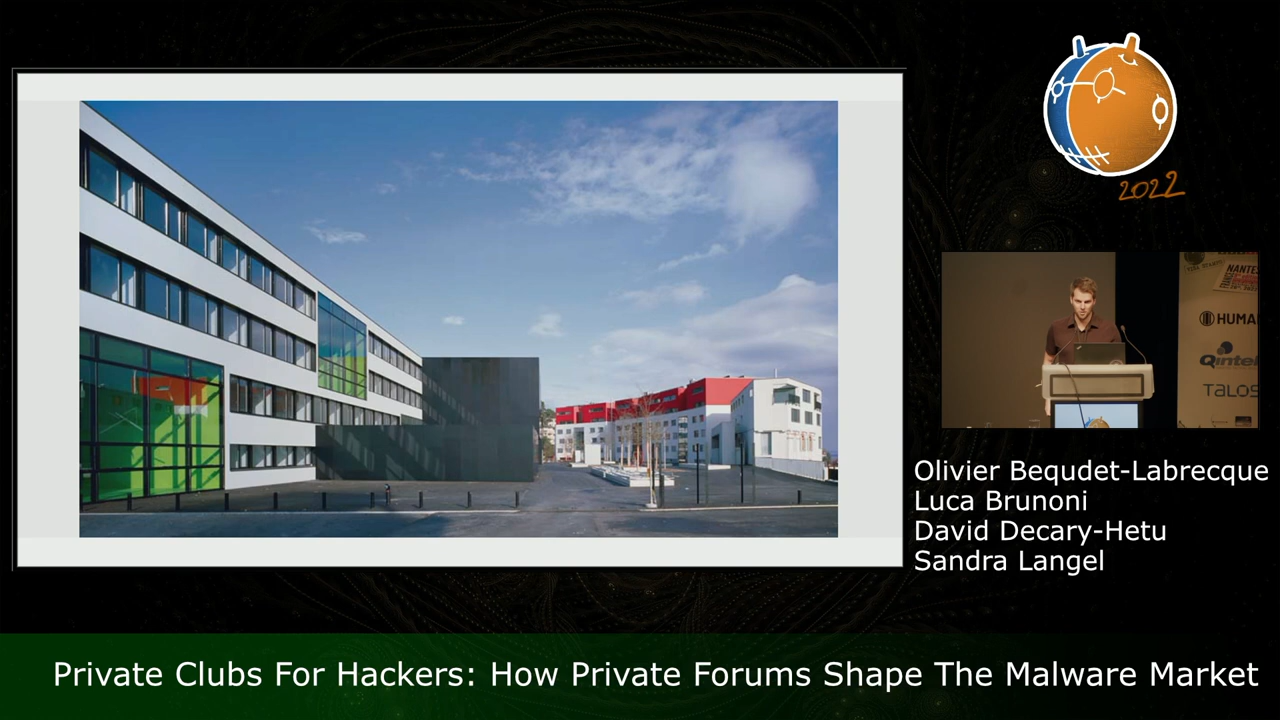 2022
NANTES
HUMA
Qintel
TALOS
Olivier Bequdet-Labrecque
Luca Brunoni
David Decary-Hetu
Sandra Langel
Private Clubs For Hackers: How Private Forums Shape The Malware Market